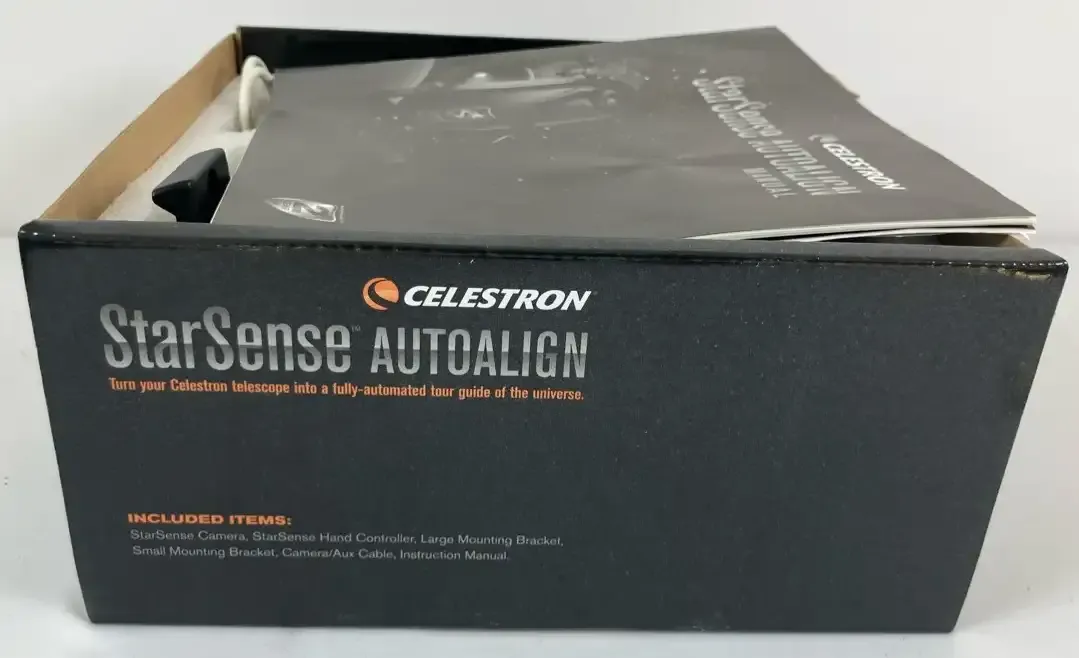 StarSense AUTOALIGN
MANUAL
CELESTRON
CELESTRON
StarSense™ AUTOALIGN
Turn your Celestron telescope into a fully-automated tour guide of the universe.
INCLUDED ITEMS:
StarSense Camera, StarSense Hand Controller, Large Mounting Bracket,
Small Mounting Bracket, Camera/Aux Cable, Instruction Manual.